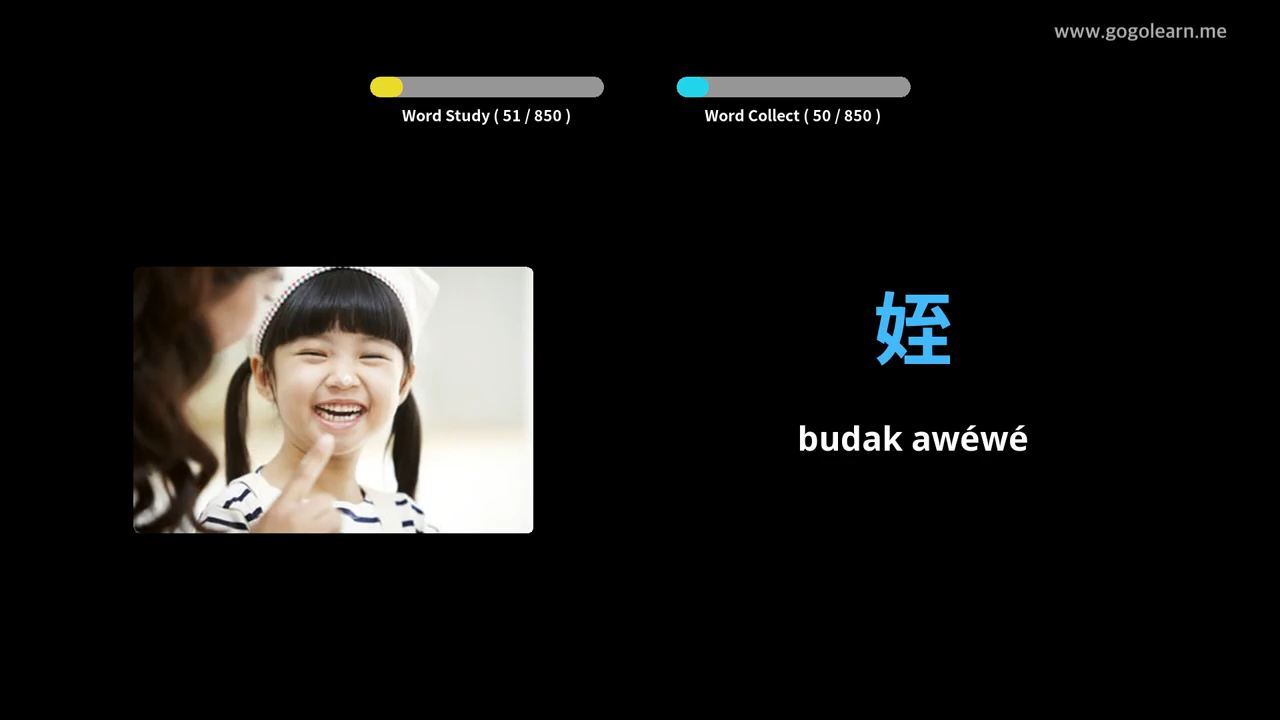 www.gogolearn.me
Word Study ( 51 / 850 )
Word Collect ( 50 / 850 )
姪
budak awéwé